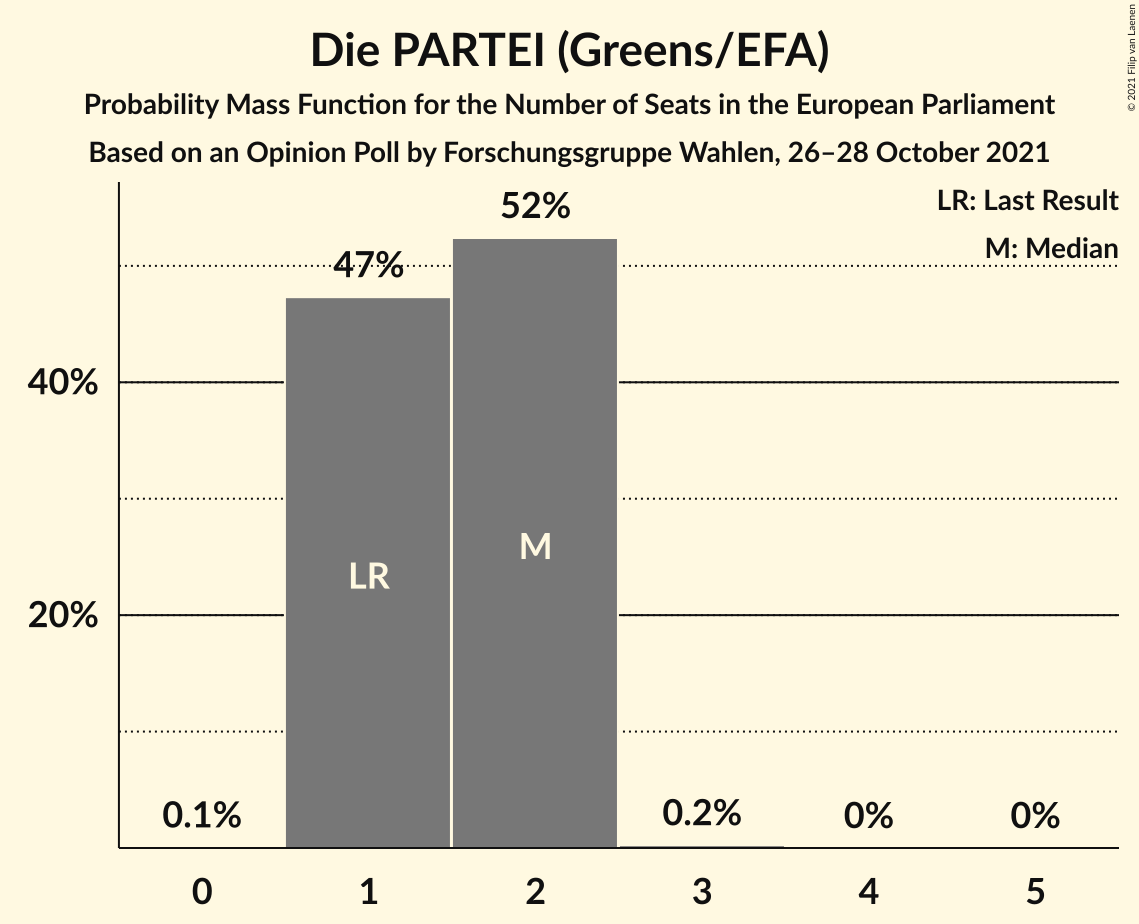 Die PARTEI (Greens/EFA)
Probability Mass Function for the Number of Seats in the European Parliament
Based on an Opinion Poll by Forschungsgruppe Wahlen, 26–28 October 2021
© 2021 Filip van Laenen
LR: Last Result
M: Median
52%
47%
40%
20%
LR
M
0.1%
0.2%
0%
0%
0 1 2 3 4 5